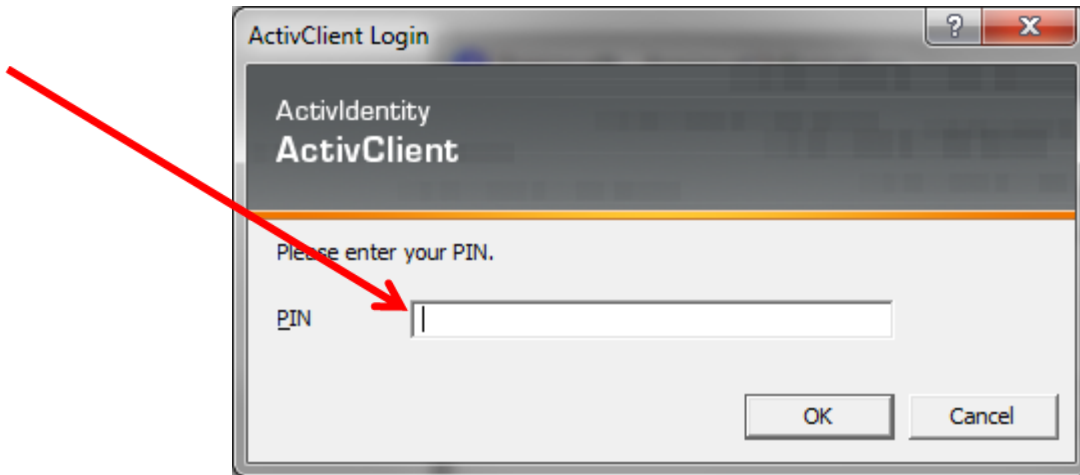 ActivClient Login
ActivIdentity
ActivClient
Please enter your PIN.
PIN
OK Cancel